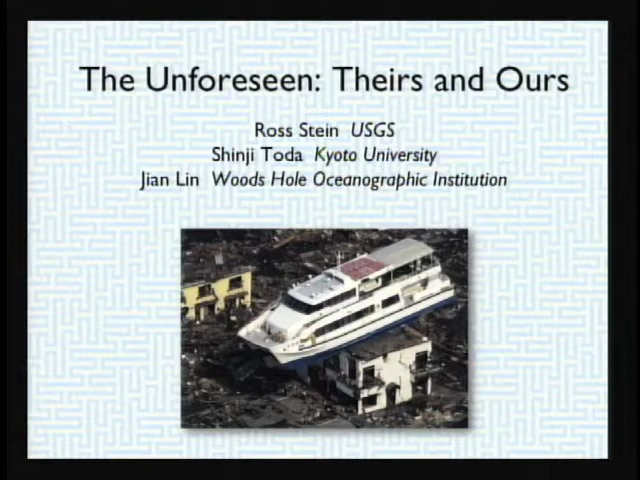 The Unforeseen: Theirs and Ours
Ross Stein USGS
Shinji Toda Kyoto University
Jian Lin Woods Hole Oceanographic Institution